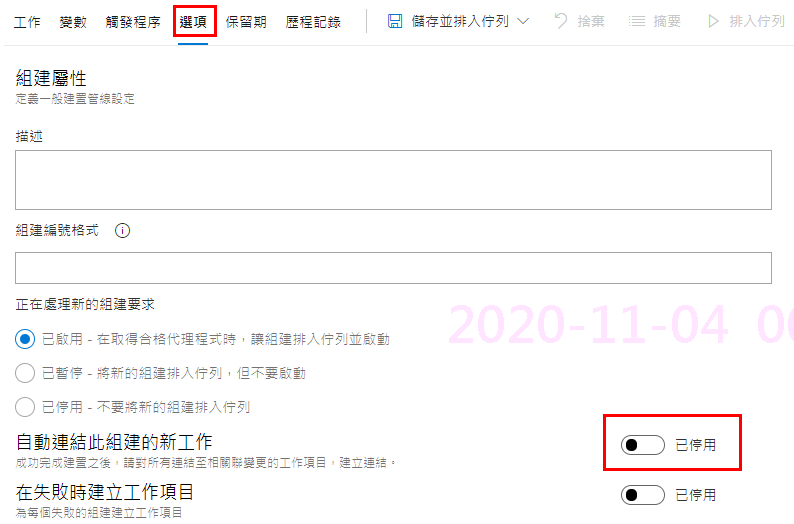 工作 變數 觸發程序 選項 保留期 歷程記錄 儲存並排入佇列 捨棄 摘要 排入佇列
組建屬性
定義一般建置管線設定
描述
組建編號格式
正在處理新的組建要求
2020-11-04
已啟用 - 在取得合格代理程式時，讓組建排入佇列並啟動
已暫停 - 將新的組建排入佇列，但不要啟動
已停用 - 不要將新的組建排入佇列
自動連結此組建的新工作 已停用
成功完成建置之後，請對所有連結至相關聯變更的工作項目，建立連結。
在失敗時建立工作項目 已停用
為每個失敗的組建建立工作項目